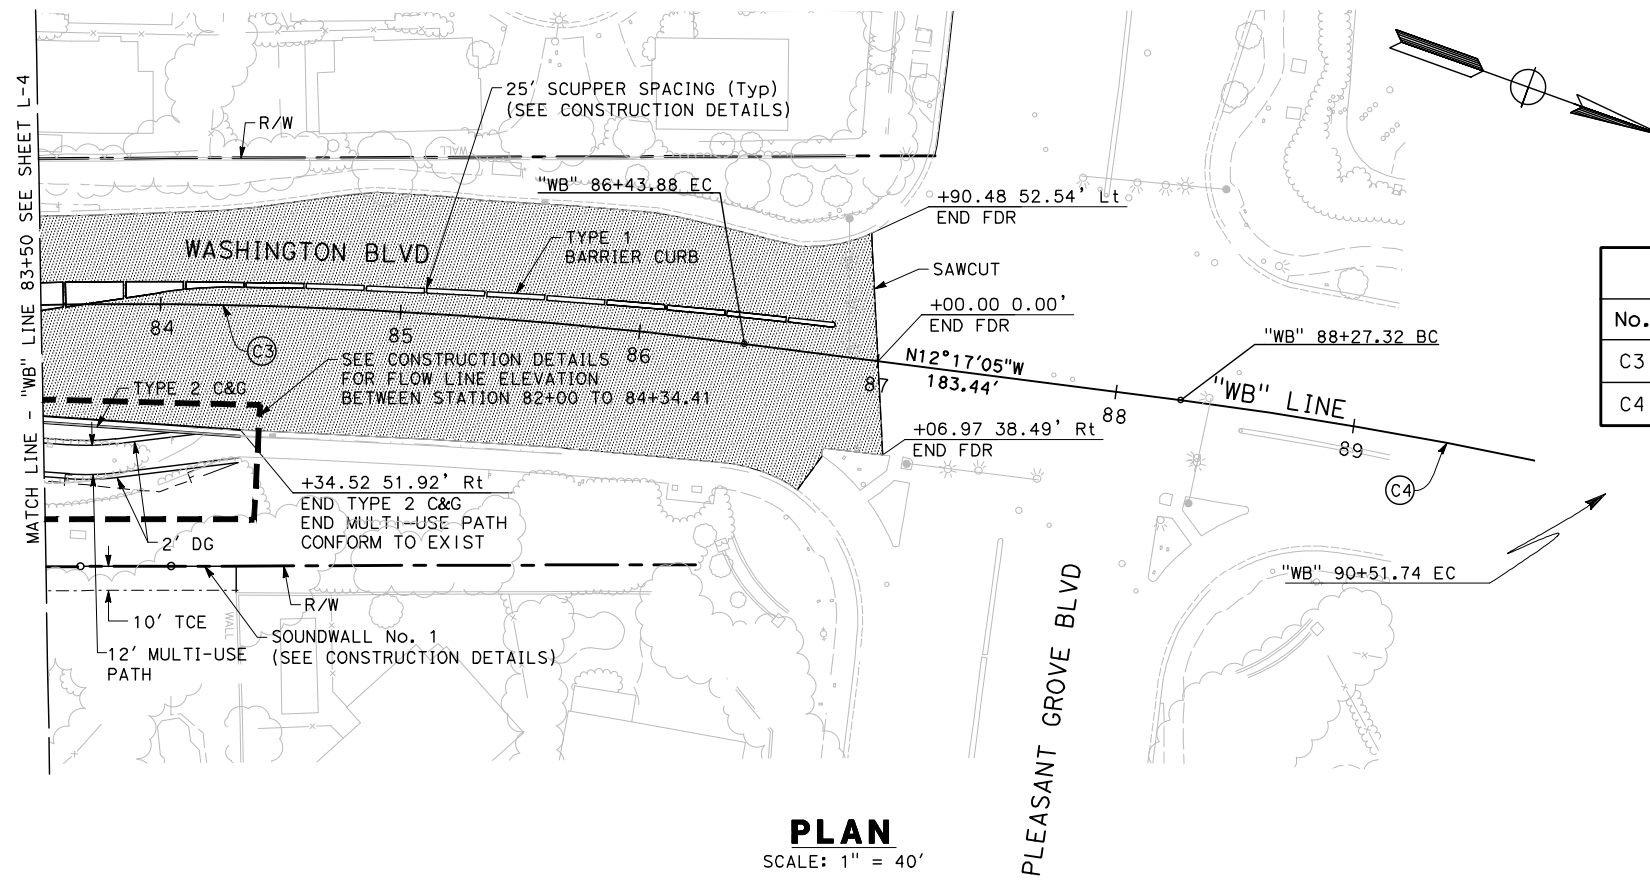 MATCH LINE - "WB" LINE 83+50 SEE SHEET L-4
R/W
25' SCUPPER SPACING (Typ)
(SEE CONSTRUCTION DETAILS)
WALL
"WB" 86+43.88 EC
+90.48 52.54' Lt
END FDR
WASHINGTON BLVD
TYPE 1
BARRIER CURB
SAWCUT
+00.00 0.00'
END FDR
84
85
86
87
88
89
C3
SEE CONSTRUCTION DETAILS
FOR FLOW LINE ELEVATION
BETWEEN STATION 82+00 TO 84+34.41
N12°17'05"W
183.44'
"WB" 88+27.32 BC
"WB" LINE
No.
C3
C4
TYPE 2 C&G
+06.97 38.49' Rt
END FDR
C4
+34.52 51.92' Rt
END TYPE 2 C&G
END MULTI-USE PATH
CONFORM TO EXIST
2' DG
"WB" 90+51.74 EC
R/W
10' TCE
WALL
12' MULTI-USE
PATH
SOUNDWALL No. 1
(SEE CONSTRUCTION DETAILS)
PLEASANT GROVE BLVD
PLAN
SCALE: 1" = 40'